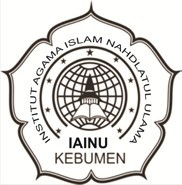 INSTITUT AGAMA ISLAM NAHDLATUL ULAMA
IAINU
KEBUMEN